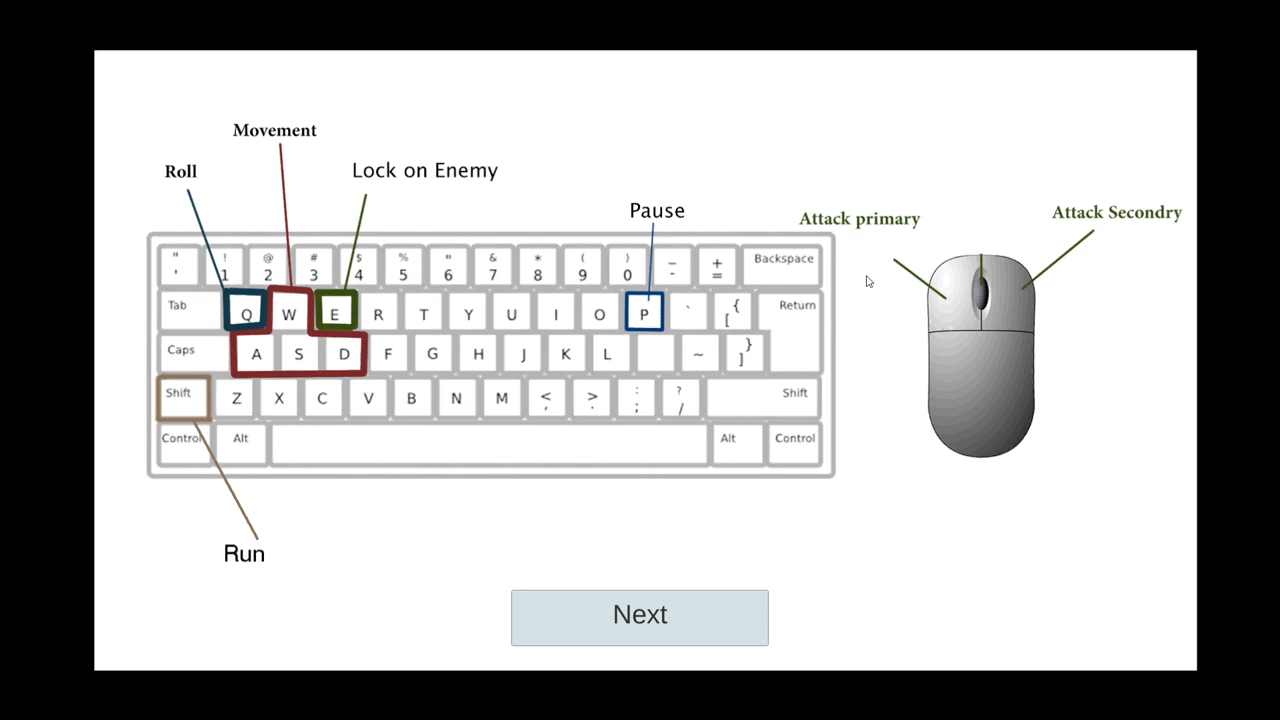 Movement
Roll
Lock on Enemy
Pause
Attack primary
Attack Secondry
" ! @ # $ % " & * ( ) _ + Backspace
' 1 2 3 4 5 6 7 8 9 0 - =
Tab Q W E R T Y U I O P ` { [ Return
Caps A S D F G H J K L ~ } ]
Shift Z X C V B N M < , > . : ; ? / Shift
Control Alt Alt Control
Run
Next